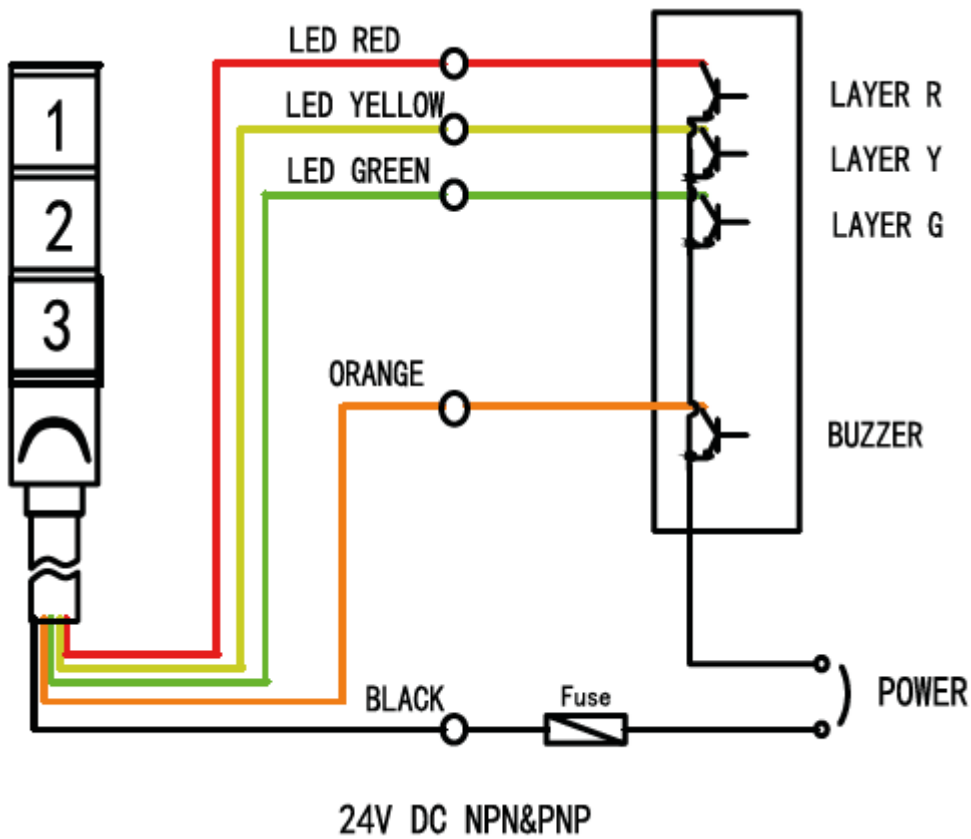 LED RED
LED YELLOW
LED GREEN
ORANGE
BLACK
Fuse
1
2
3
LAYER R
LAYER Y
LAYER G
BUZZER
POWER
24V DC NPN&PNP